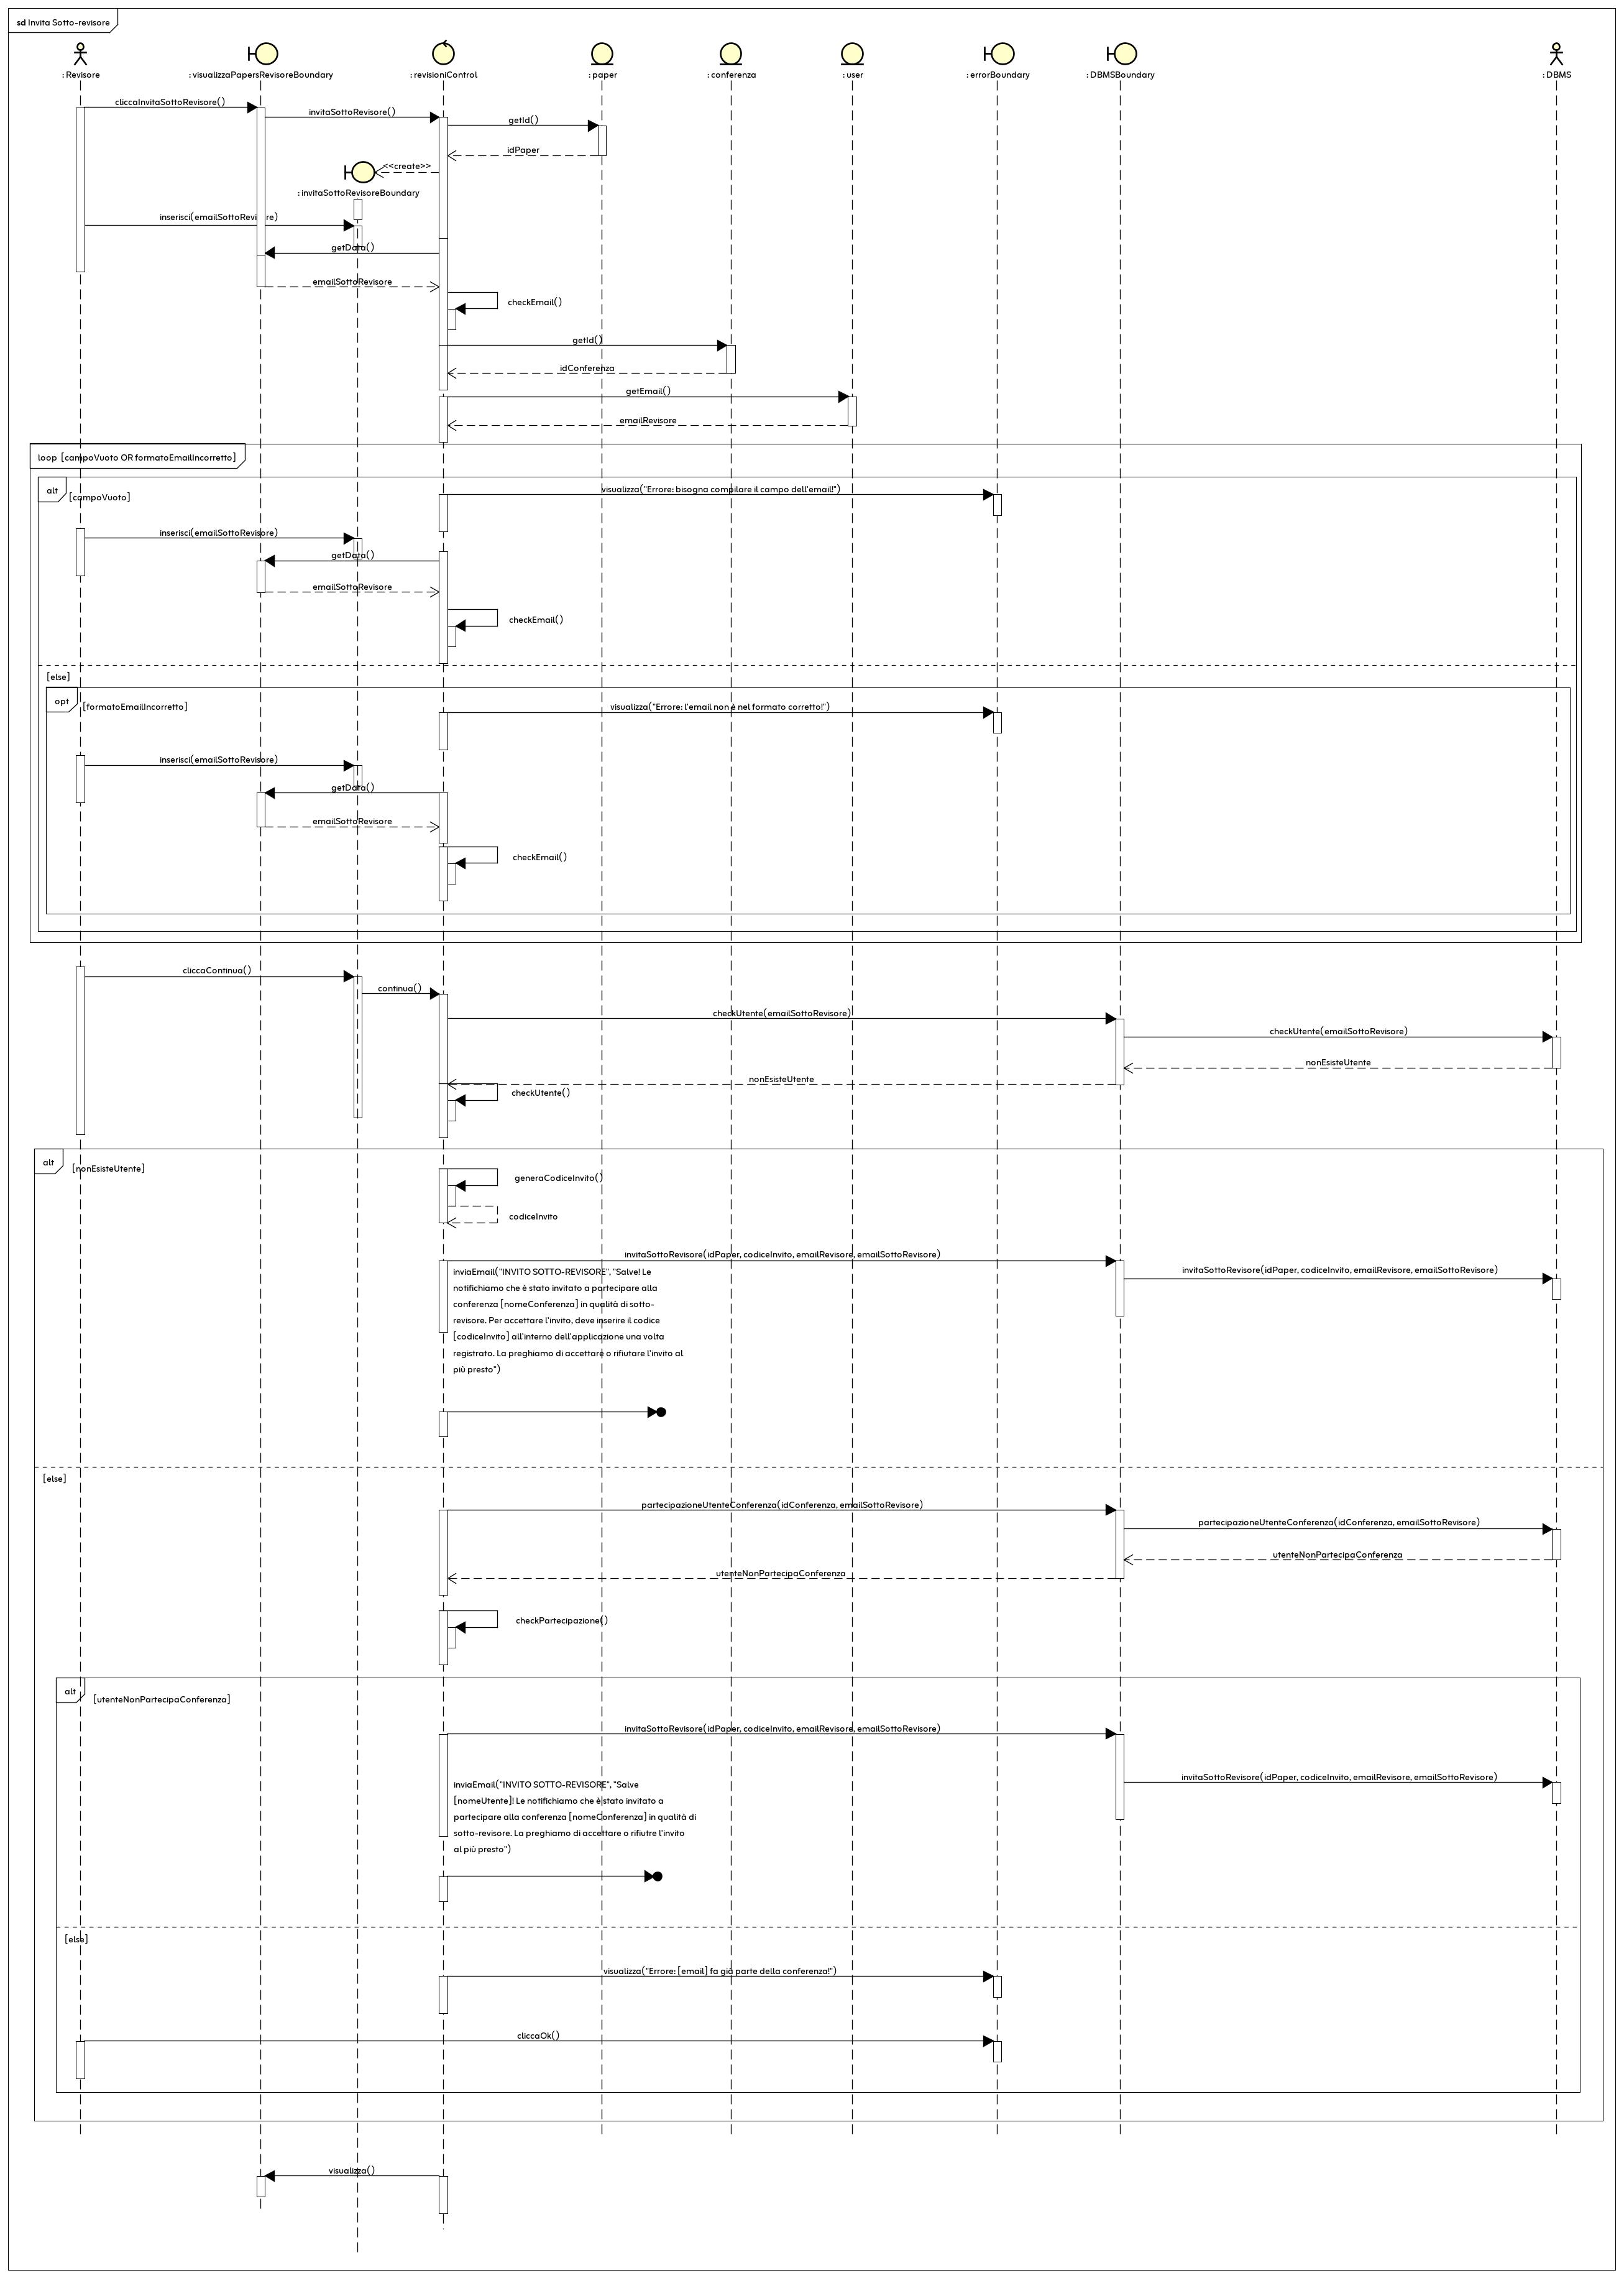 sd Invita Sotto-revisore
: Revisore
: visualizzaPapersRevisoreBoundary
: revisioniControl
: paper
: conferenza
: user
: errorBoundary
: DBMSBoundary
: DBMS
cliccaInvitaSottoRevisore()
invitaSottoRevisore()
getId()
idPaper
<<create>>
: invitaSottoRevisoreBoundary
inserisci(emailSottoRevisore)
getData()
emailSottoRevisore
checkEmail()
getId()
idConferenza
getEmail()
emailRevisore
loop [campoVuoto OR formatoEmailIncorretto]
alt
[campoVuoto]
visualizza("Errore: bisogna compilare il campo dell'email!")
inserisci(emailSottoRevisore)
getData()
emailSottoRevisore
checkEmail()
[else]
opt
[formatoEmailIncorretto]
visualizza("Errore: l'email non è nel formato corretto!")
inserisci(emailSottoRevisore)
getData()
emailSottoRevisore
checkEmail()
cliccaContinua()
continua()
checkUtente(emailSottoRevisore)
checkUtente(emailSottoRevisore)
nonEsisteUtente
nonEsisteUtente
checkUtente()
alt
[nonEsisteUtente]
generaCodiceInvito()
codiceInvito
invitaSottoRevisore(idPaper, codiceInvito, emailRevisore, emailSottoRevisore)
invitaSottoRevisore(idPaper, codiceInvito, emailRevisore, emailSottoRevisore)
inviaEmail("INVITO SOTTO-REVISORE", "Salve! Le
notifichiamo che è stato invitato a partecipare alla
conferenza [nomeConferenza] in qualità di sotto-
revisore. Per accettare l'invito, deve inserire il codice
[codiceInvito] all'interno dell'applicazione una volta
registrato. La preghiamo di accettare o rifiutare l'invito al
più presto")
[else]
partecipazioneUtenteConferenza(idConferenza, emailSottoRevisore)
partecipazioneUtenteConferenza(idConferenza, emailSottoRevisore)
utenteNonPartecipaConferenza
utenteNonPartecipaConferenza
checkPartecipazione()
alt
[utenteNonPartecipaConferenza]
invitaSottoRevisore(idPaper, codiceInvito, emailRevisore, emailSottoRevisore)
invitaSottoRevisore(idPaper, codiceInvito, emailRevisore, emailSottoRevisore)
inviaEmail("INVITO SOTTO-REVISORE", "Salve
[nomeUtente]! Le notifichiamo che è stato invitato a
partecipare alla conferenza [nomeConferenza] in qualità di
sotto-revisore. La preghiamo di accettare o rifiutre l'invito
al più presto")
[else]
visualizza("Errore: [email] fa già parte della conferenza!")
cliccaOk()
visualizza()